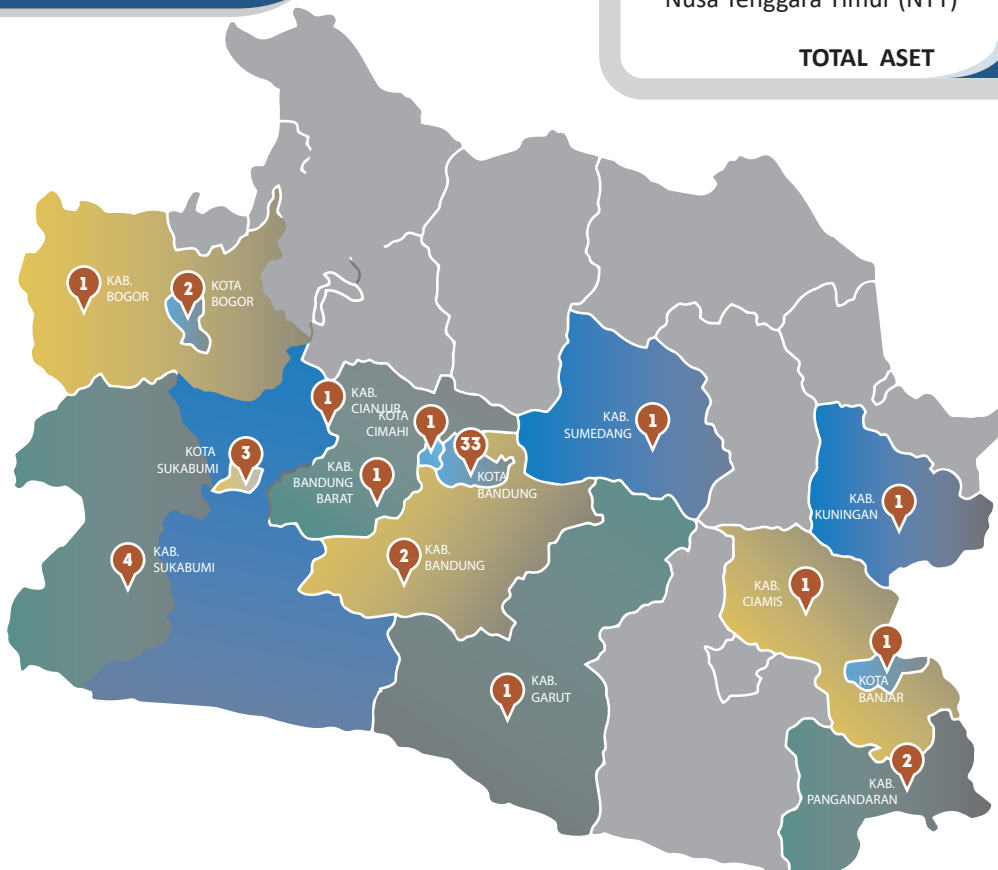 Nusa Tenggara Timur (NTT)
TOTAL ASET
1
KAB.
BOGOR
2
KOTA
BOGOR
1
KAB.
CIANJUR
KOTA
CIMAHI
1
33
KOTA
BANDUNG
KAB.
SUMEDANG
1
KOTA
SUKABUMI
3
KAB.
BANDUNG
BARAT
1
KAB.
KUNINGAN
1
4
KAB.
SUKABUMI
2
KAB.
BANDUNG
KAB.
CIAMIS
1
1
KOTA
BANJAR
1
KAB.
GARUT
2
KAB.
PANGANDARAN